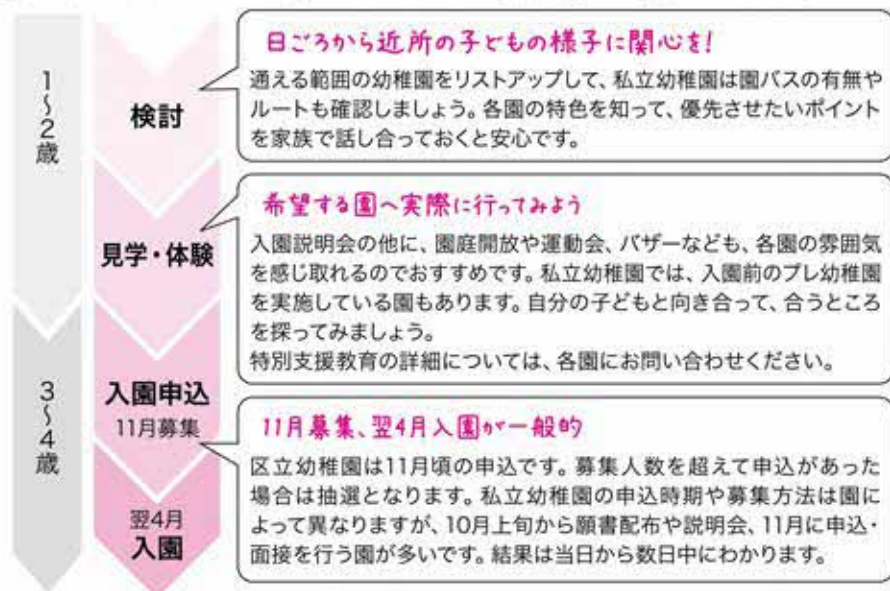 1〜2歳
検討
日ごろから近所の子どもの様子に関心を!
通える範囲の幼稚園をリストアップして、私立幼稚園は園バスの有無や
ルートも確認しましょう。各園の特色を知って、優先させたいポイント
を家族で話し合っておくと安心です。
見学・体験
希望する園へ実際に行ってみよう
入園説明会の他に、園庭開放や運動会、バザーなども、各園の雰囲気
を感じ取れるのでおすすめです。私立幼稚園では、入園前のプレ幼稚園
を実施している園もあります。自分の子どもと向き合って、合うところ
を探ってみましょう。
特別支援教育の詳細については、各園にお問い合わせください。
3〜4歳
入園申込
11月募集
11月募集、翌4月入園が一般的
区立幼稚園は11月頃の申込です。募集人数を超えて申込があった
場合は抽選となります。私立幼稚園の申込時期や募集方法は園に
よって異なりますが、10月上旬から願書配布や説明会、11月に申込・
面接を行う園が多いです。結果は当日から数日中にわかります。
翌4月
入園